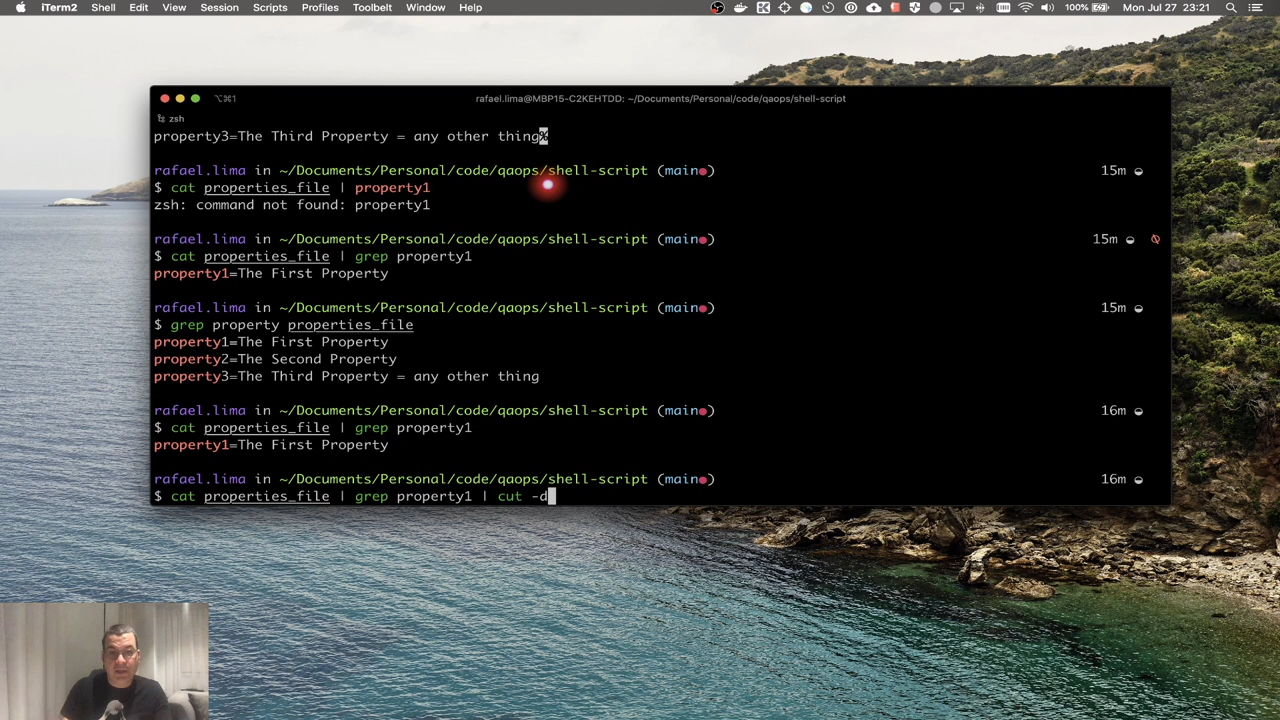 iTerm2 Shell Edit View Session Scripts Profiles Toolbelt Window Help 100% Mon Jul 27 23:21
⌥⌘1 rafael.lima@MBP15-C2KEHTDD: ~/Documents/Personal/code/qaops/shell-script
zsh
property3=The Third Property = any other thing%
rafael.lima in ~/Documents/Personal/code/qaops/shell-script (main●) 15m
$ cat properties_file | property1
zsh: command not found: property1
rafael.lima in ~/Documents/Personal/code/qaops/shell-script (main●) 15m
$ cat properties_file | grep property1
property1=The First Property
rafael.lima in ~/Documents/Personal/code/qaops/shell-script (main●) 15m
$ grep property properties_file
property1=The First Property
property2=The Second Property
property3=The Third Property = any other thing
rafael.lima in ~/Documents/Personal/code/qaops/shell-script (main●) 16m
$ cat properties_file | grep property1
property1=The First Property
rafael.lima in ~/Documents/Personal/code/qaops/shell-script (main●) 16m
$ cat properties_file | grep property1 | cut -d